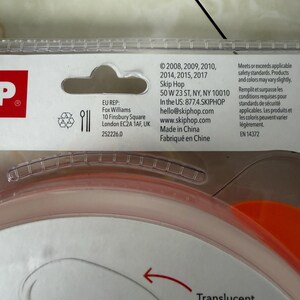 P®
EU REP:
Fox Williams
10 Finsbury Square
London EC2A 1AF, UK
252226.0
© 2008, 2009, 2010,
2014, 2015, 2017
Skip Hop
50 W 23 ST, NY, NY 10010
In the US: 877.4.SKIPHOP
hello@skiphop.com
www.skiphop.com
Made in China
Fabriqué en Chine
Meets or exceeds applicable
safety standards. Products
and colors may vary slightly.
Remplit ou surpasse les
conditions requises pour
standards de sécurité
applicables. Les produits et
les coloris peuvent varier
légèrement.
EN 14372
Translucent